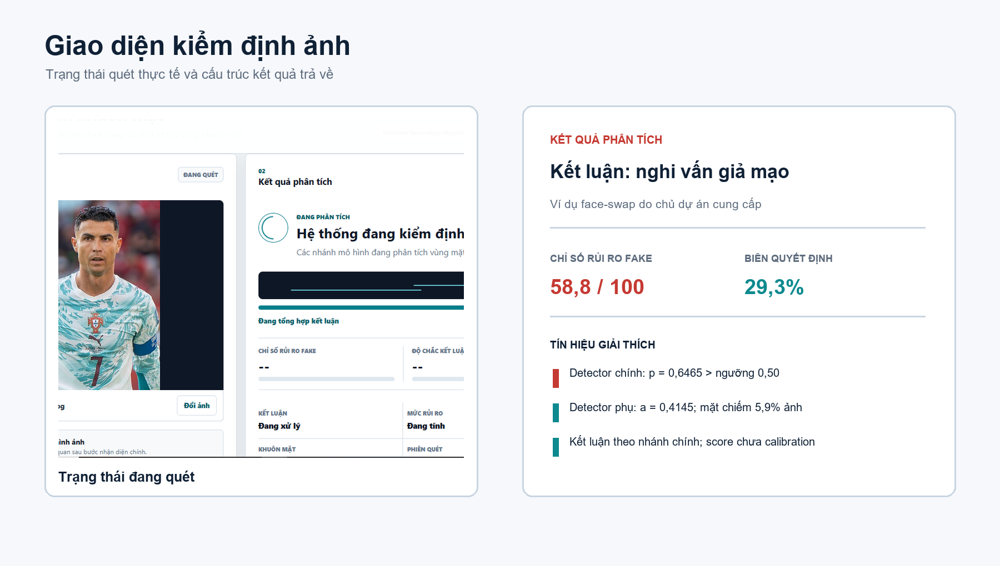 Giao diện kiểm định ảnh
Trạng thái quét thực tế và cấu trúc kết quả trả về
ĐANG QUÉT
7
Đổi ảnh
ình ảnh
quan sau bước nhận diện chính.
02
Kết quả phân tích
ĐANG PHÂN TÍCH
Hệ thống đang kiểm định
Các nhánh mô hình đang phân tích vùng mặt
Đang tổng hợp kết luận
CHỈ SỐ RỦI RO FAKE
ĐỘ CHẮC KẾT LUẬ
--
--
KẾT LUẬN
MỨC RỦI RO
Đang xử lý
Đang tính
KHUÔN MẶT
PHIÊN QUÉT
Trạng thái đang quét
KẾT QUẢ PHÂN TÍCH
Kết luận: nghi vấn giả mạo
Ví dụ face-swap do chủ dự án cung cấp
CHỈ SỐ RỦI RO FAKE
BIÊN QUYẾT ĐỊNH
58,8 / 100
29,3%
TÍN HIỆU GIẢI THÍCH
Detector chính: p = 0,6465 > ngưỡng 0,50
Detector phụ: a = 0,4145; mặt chiếm 5,9% ảnh
Kết luận theo nhánh chính; score chưa calibration